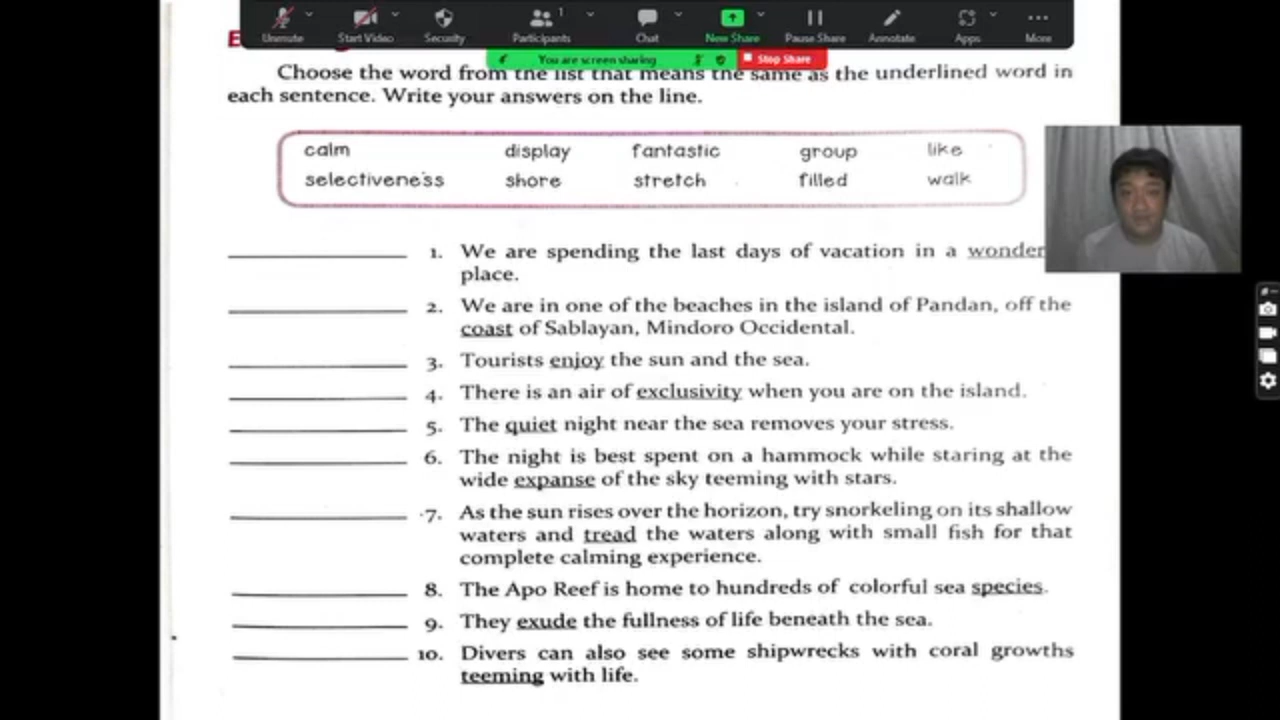 Unmute Start Video Security Participants 1 Chat New Share Pause Share Annotate Apps More
You are screen sharing Stop Share
Choose the word from the list that means the same as the underlined word in
each sentence. Write your answers on the line.
calm display fantastic group like
selectiveness shore stretch filled walk
1. We are spending the last days of vacation in a
place.
2. We are in one of the beaches in the island of Pandan, off the
coast of Sablayan, Mindoro Occidental.
3. Tourists enjoy the sun and the sea.
4. There is an air of exclusivity when you are on the island.
5. The quiet night near the sea removes your stress.
6. The night is best spent on a hammock while staring at the
wide expanse of the sky teeming with stars.
7. As the sun rises over the horizon, try snorkeling on its shallow
waters and tread the waters along with small fish for that
complete calming experience.
8. The Apo Reef is home to hundreds of colorful sea species.
9. They exude the fullness of life beneath the sea.
10. Divers can also see some shipwrecks with coral growths
teeming with life.